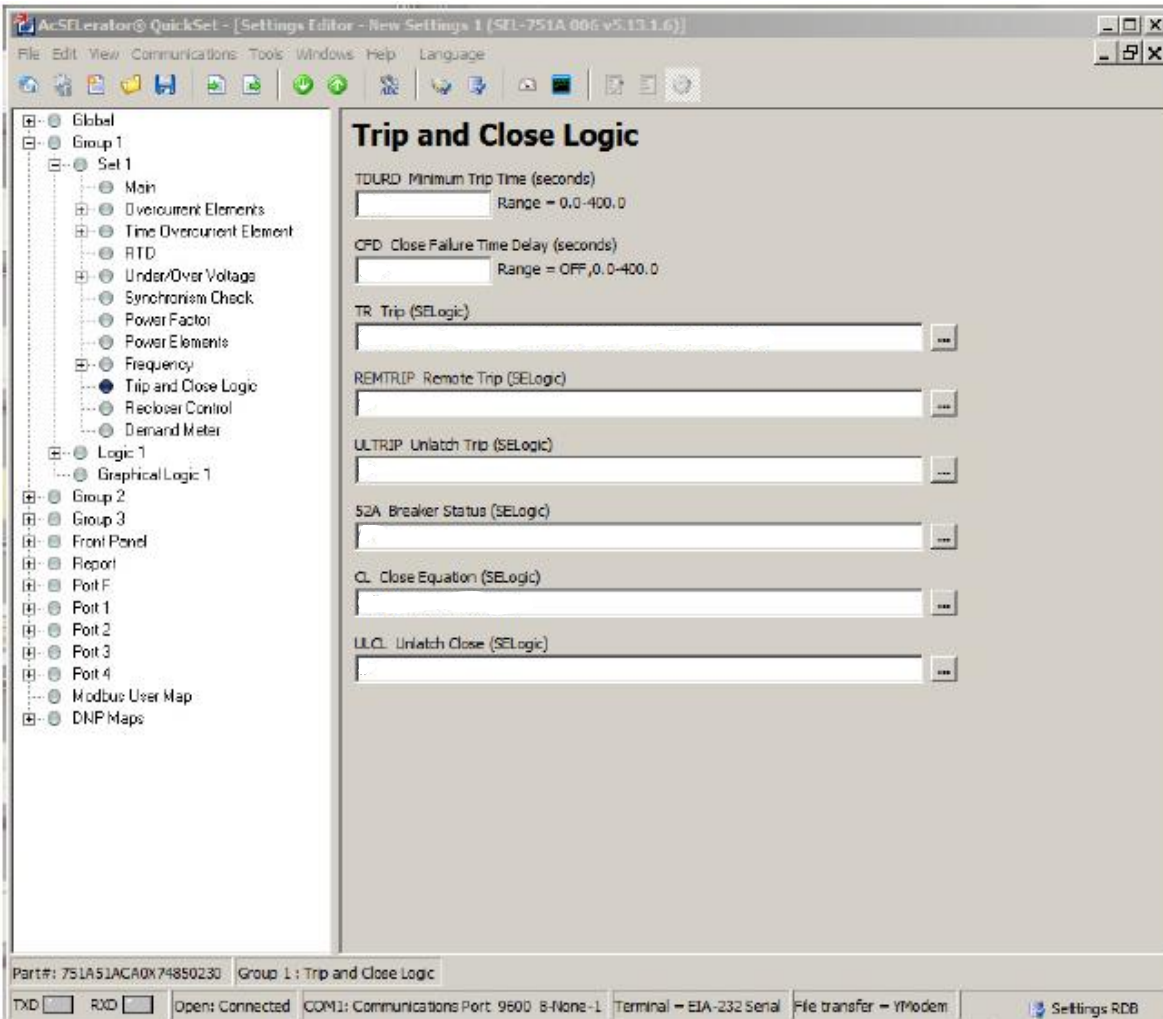 AcSELerator® QuickSet - [Settings Editor - New Settings 1 (SEL-751A 006 v5.13.1.6)]
File Edit View Communications Tools Windows Help Language
Global
Group 1
Set 1
Main
Overcurrent Elements
Time Overcurrent Element
RTD
Under/Over Voltage
Synchronism Check
Power Factor
Power Elements
Frequency
Trip and Close Logic
Recloser Control
Demand Meter
Logic 1
Graphical Logic 1
Group 2
Group 3
Front Panel
Report
Port F
Port 1
Port 2
Port 3
Port 4
Modbus User Map
DNP Maps
Trip and Close Logic
TDURD Minimum Trip Time (seconds)
Range = 0.0-400.0
CFD Close Failure Time Delay (seconds)
Range = OFF,0.0-400.0
TR Trip (SELogic)
...
REMTRIP Remote Trip (SELogic)
...
ULTRIP Unlatch Trip (SELogic)
...
52A Breaker Status (SELogic)
...
CL Close Equation (SELogic)
...
ULCL Unlatch Close (SELogic)
...
Part#: 751A51ACA0X74850230 Group 1 : Trip and Close Logic
TXD RXD Open: Connected COM1: Communications Port 9600 8-None-1 Terminal = EIA-232 Serial File transfer = YModem Settings RDB